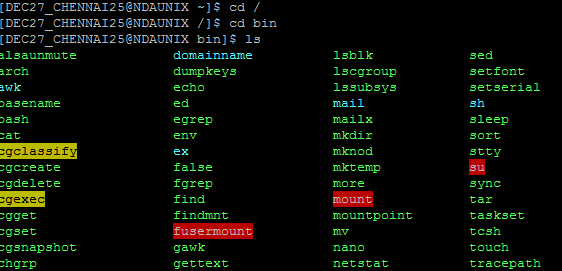 [DEC27_CHENNAI25@NDAUNIX ~]$ cd /
[DEC27_CHENNAI25@NDAUNIX /]$ cd bin
[DEC27_CHENNAI25@NDAUNIX bin]$ ls
alsaunmute domainname lsblk sed
arch dumpkeys lscgroup setfont
awk echo lssubsys setserial
basename ed mail sh
bash egrep mailx sleep
cat env mkdir sort
cgclassify ex mknod stty
cgcreate false mktemp su
cgdelete fgrep more sync
cgexec find mount tar
cgget findmnt mountpoint taskset
cgset fusermount mv tcsh
cgsnapshot gawk nano touch
chgrp gettext netstat tracepath